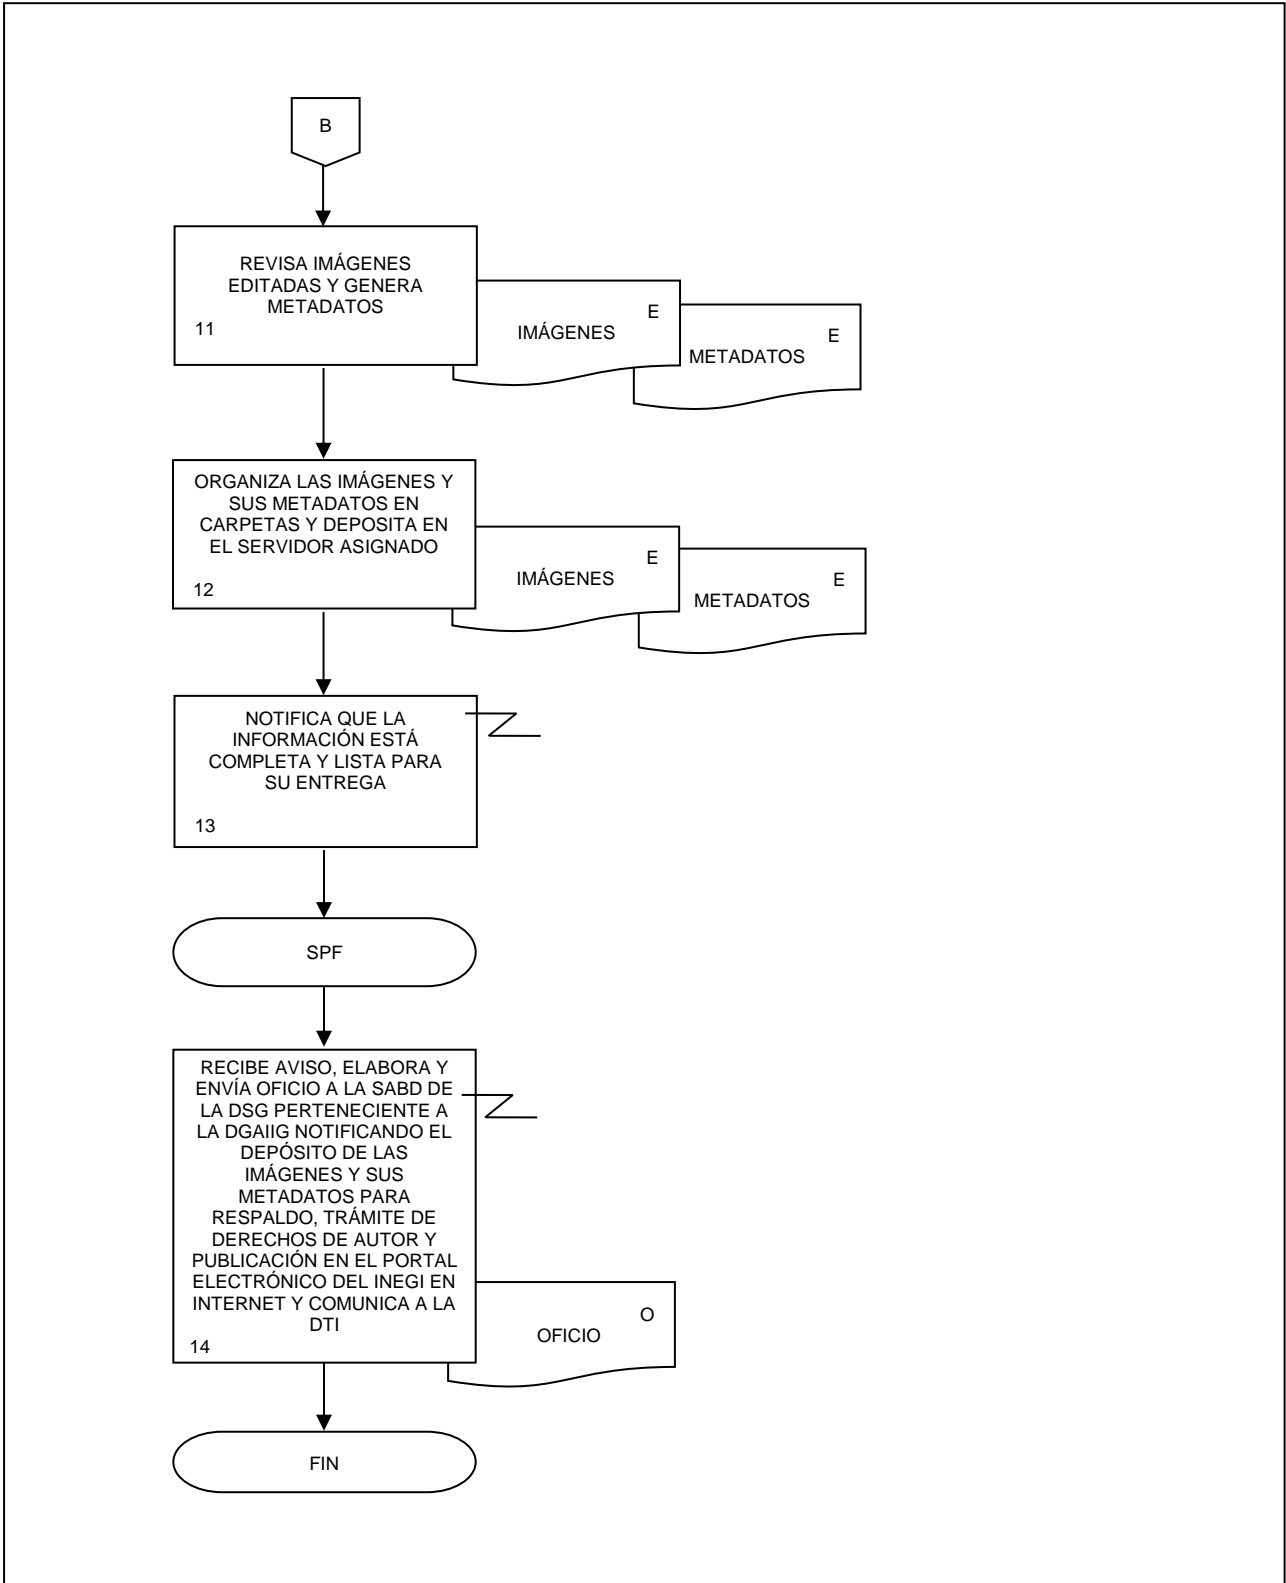 B
REVISA IMÁGENES
EDITADAS Y GENERA
METADATOS
11
E
IMÁGENES
E
METADATOS
ORGANIZA LAS IMÁGENES Y
SUS METADATOS EN
CARPETAS Y DEPOSITA EN
EL SERVIDOR ASIGNADO
12
E
IMÁGENES
E
METADATOS
NOTIFICA QUE LA
INFORMACIÓN ESTÁ
COMPLETA Y LISTA PARA
SU ENTREGA
13
SPF
RECIBE AVISO, ELABORA Y
ENVÍA OFICIO A LA SABD DE
LA DSG PERTENECIENTE A
LA DGAIIG NOTIFICANDO EL
DEPÓSITO DE LAS
IMÁGENES Y SUS
METADATOS PARA
RESPALDO, TRÁMITE DE
DERECHOS DE AUTOR Y
PUBLICACIÓN EN EL PORTAL
ELECTRÓNICO DEL INEGI EN
INTERNET Y COMUNICA A LA
DTI
14
O
OFICIO
FIN